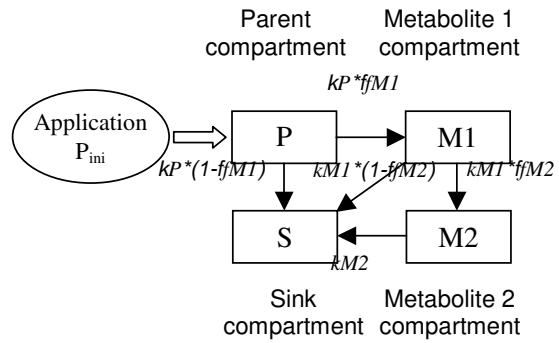 Parent
compartment
Metabolite 1
compartment
kP*ffM1
Application
P_ini
P
M1
kP*(1-ffM1)
kM1*(1-ffM2)
kM1*ffM2
S
M2
kM2
Sink
compartment
Metabolite 2
compartment